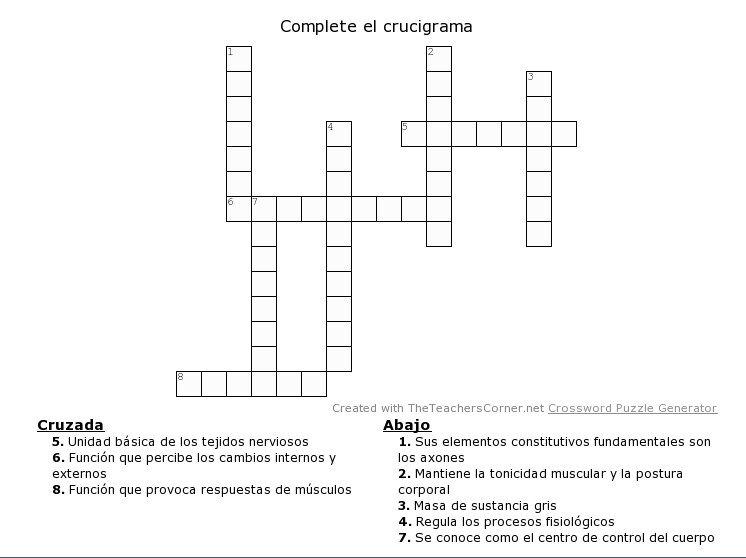 Complete el crucigrama
1
2
3
4
5
6
7
8
Created with TheTeachersCorner.net Crossword Puzzle Generator
Cruzada
5. Unidad básica de los tejidos nerviosos
6. Función que percibe los cambios internos y
externos
8. Función que provoca respuestas de músculos
Abajo
1. Sus elementos constitutivos fundamentales son
los axones
2. Mantiene la tonicidad muscular y la postura
corporal
3. Masa de sustancia gris
4. Regula los procesos fisiológicos
7. Se conoce como el centro de control del cuerpo